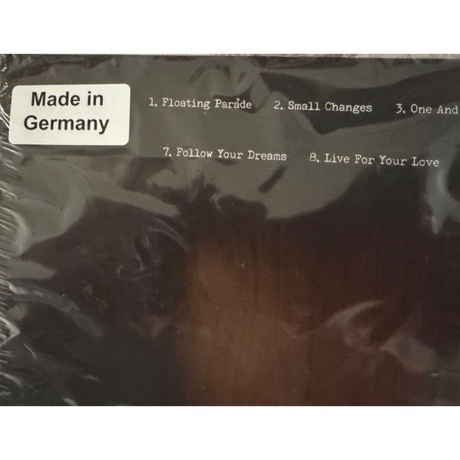 Made in
Germany
1. Floating Parade 2. Small Changes 3. One And
7. Follow Your Dreams 8. Live For Your Love